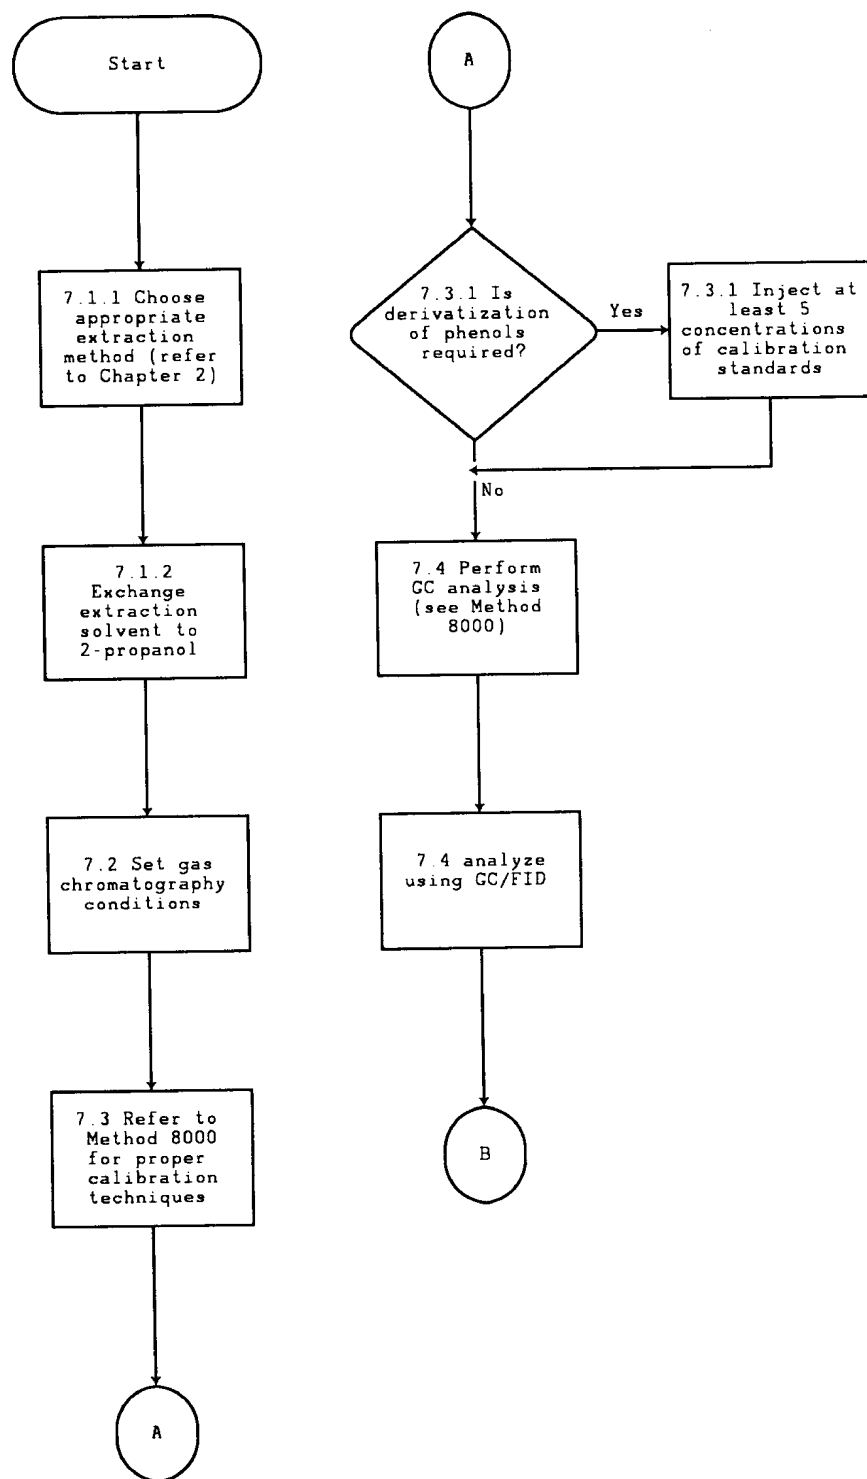 Start
7.1.1 Choose
appropriate
extraction
method (refer
to Chapter 2)
7.1.2
Exchange
extraction
solvent to
2-propanol
7.2 Set gas
chromatography
conditions
7.3 Refer to
Method 8000
for proper
calibration
techniques
A
A
7.3.1 Is
derivatization
of phenols
required?
Yes
7.3.1 Inject at
least 5
concentrations
of calibration
standards
No
7.4 Perform
GC analysis
(see Method
8000)
7.4 analyze
using GC/FID
B